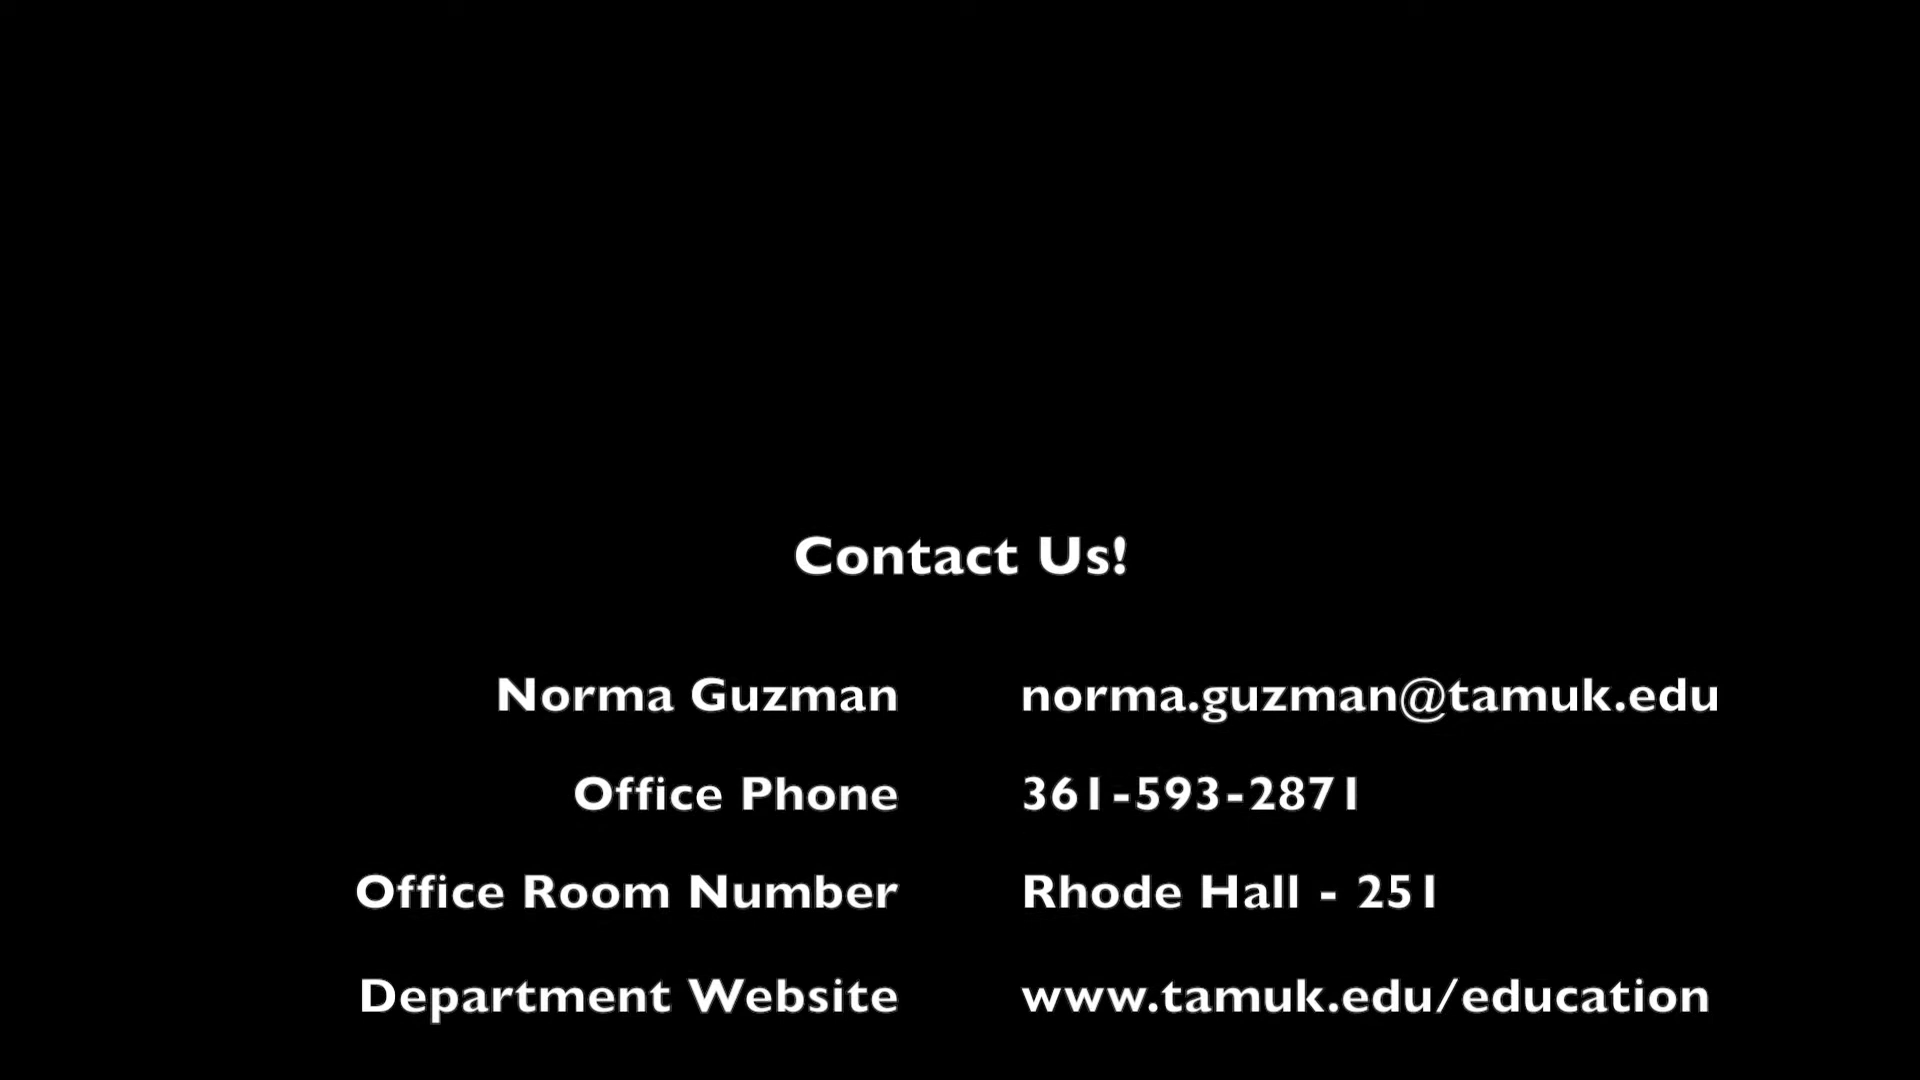 Contact Us!
Norma Guzman norma.guzman@tamuk.edu
Office Phone 361-593-2871
Office Room Number Rhode Hall - 251
Department Website www.tamuk.edu/education